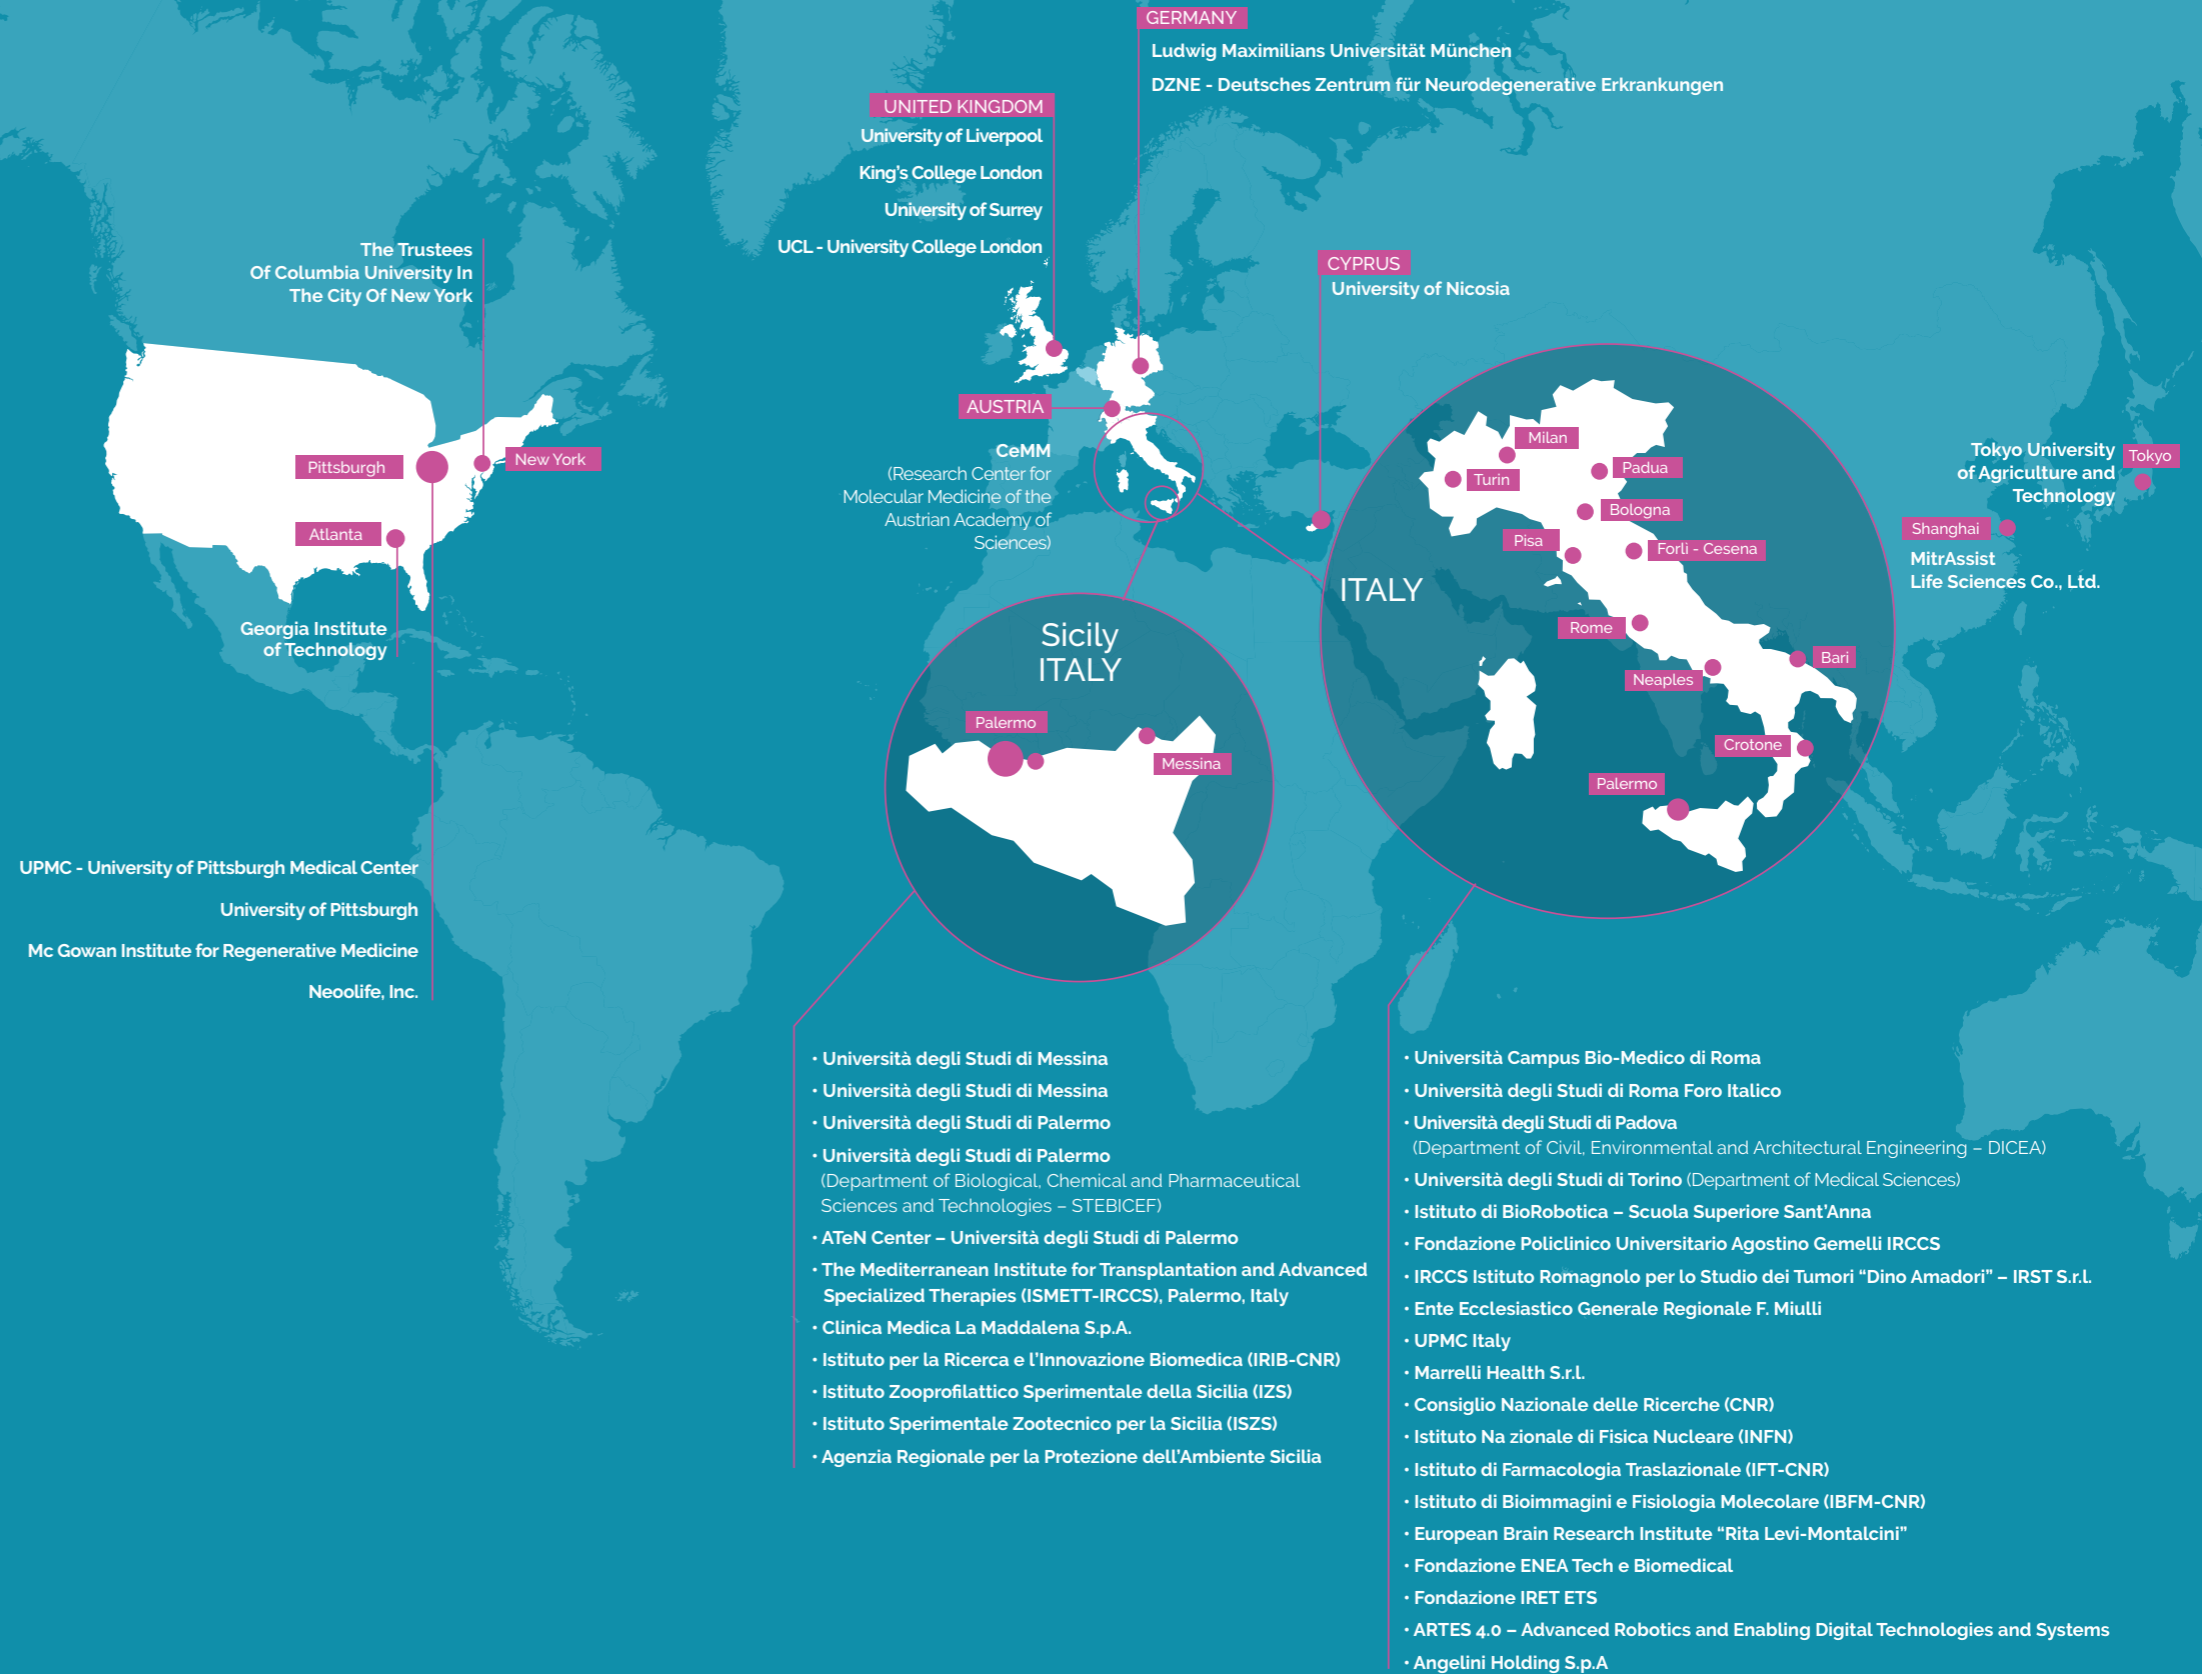 GERMANY
Ludwig Maximilians Universität München
DZNE - Deutsches Zentrum für Neurodegenerative Erkrankungen
UNITED KINGDOM
University of Liverpool
King's College London
University of Surrey
UCL - University College London
The Trustees
Of Columbia University In
The City Of New York
CYPRUS
University of Nicosia
AUSTRIA
CeMM
(Research Center for
Molecular Medicine of the
Austrian Academy of
Sciences)
Pittsburgh
New York
Atlanta
Georgia Institute
of Technology
UPMC - University of Pittsburgh Medical Center
University of Pittsburgh
Mc Gowan Institute for Regenerative Medicine
Neoolife, Inc.
Tokyo University
of Agriculture and
Technology
Tokyo
Shanghai
MitrAssist
Life Sciences Co., Ltd.
ITALY
Milan
Turin
Padua
Bologna
Pisa
Forlì - Cesena
Rome
Neaples
Bari
Crotone
Palermo
Sicily
ITALY
Palermo
Messina
• Università degli Studi di Messina
• Università degli Studi di Messina
• Università degli Studi di Palermo
• Università degli Studi di Palermo
(Department of Biological, Chemical and Pharmaceutical
Sciences and Technologies – STEBICEF)
• ATeN Center – Università degli Studi di Palermo
• The Mediterranean Institute for Transplantation and Advanced
Specialized Therapies (ISMETT-IRCCS), Palermo, Italy
• Clinica Medica La Maddalena S.p.A.
• Istituto per la Ricerca e l'Innovazione Biomedica (IRIB-CNR)
• Istituto Zooprofilattico Sperimentale della Sicilia (IZS)
• Istituto Sperimentale Zootecnico per la Sicilia (ISZS)
• Agenzia Regionale per la Protezione dell'Ambiente Sicilia
• Università Campus Bio-Medico di Roma
• Università degli Studi di Roma Foro Italico
• Università degli Studi di Padova
(Department of Civil, Environmental and Architectural Engineering – DICEA)
• Università degli Studi di Torino (Department of Medical Sciences)
• Istituto di BioRobotica – Scuola Superiore Sant'Anna
• Fondazione Policlinico Universitario Agostino Gemelli IRCCS
• IRCCS Istituto Romagnolo per lo Studio dei Tumori “Dino Amadori” – IRST S.r.l.
• Ente Ecclesiastico Generale Regionale F. Miulli
• UPMC Italy
• Marrelli Health S.r.l.
• Consiglio Nazionale delle Ricerche (CNR)
• Istituto Na zionale di Fisica Nucleare (INFN)
• Istituto di Farmacologia Traslazionale (IFT-CNR)
• Istituto di Bioimmagini e Fisiologia Molecolare (IBFM-CNR)
• European Brain Research Institute “Rita Levi-Montalcini”
• Fondazione ENEA Tech e Biomedical
• Fondazione IRET ETS
• ARTES 4.0 – Advanced Robotics and Enabling Digital Technologies and Systems
• Angelini Holding S.p.A